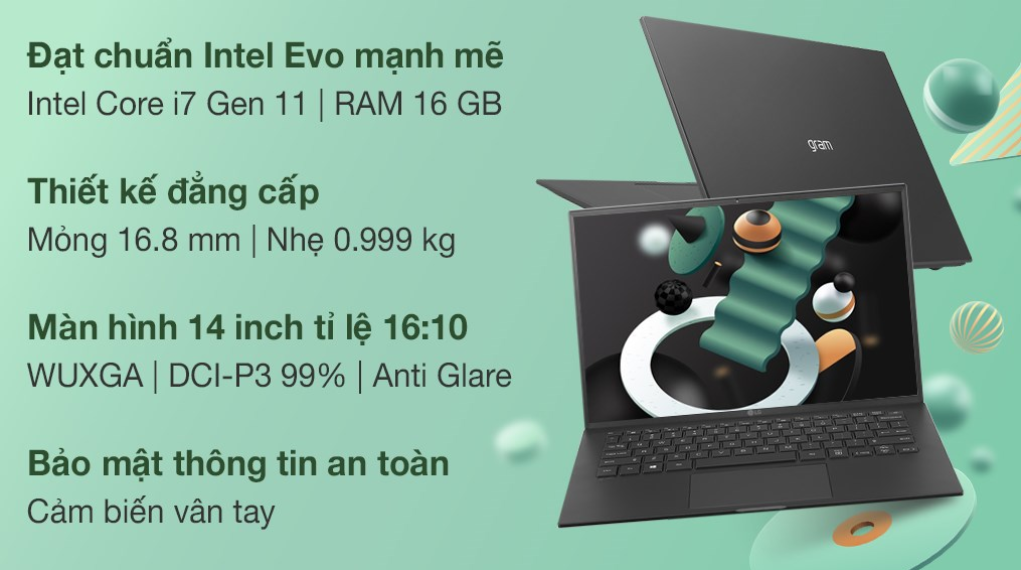 Đạt chuẩn Intel Evo mạnh mẽ
Intel Core i7 Gen 11 | RAM 16 GB
Thiết kế đẳng cấp
Mỏng 16.8 mm | Nhẹ 0.999 kg
Màn hình 14 inch tỉ lệ 16:10
WUXGA | DCI-P3 99% | Anti Glare
Bảo mật thông tin an toàn
Cảm biến vân tay
gram
LG